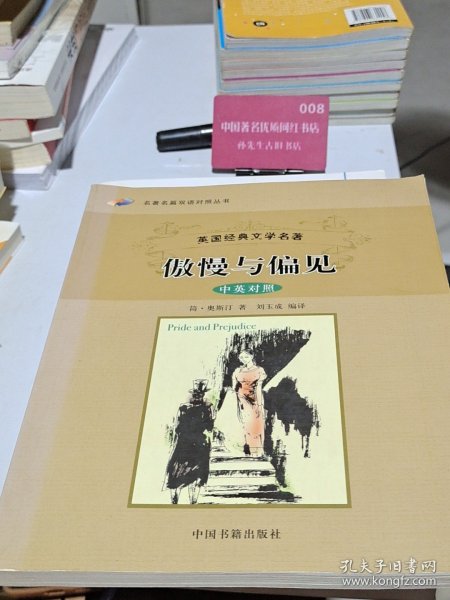 008
中国著名优质网红书店
孙先生古旧书店
名著名篇双语对照丛书
英国经典文学名著
傲慢与偏见
中英对照
简·奥斯汀 著 刘玉成 编译
Pride and Prejudice
中国书籍出版社
孔夫子旧书网
www.kongfz.com